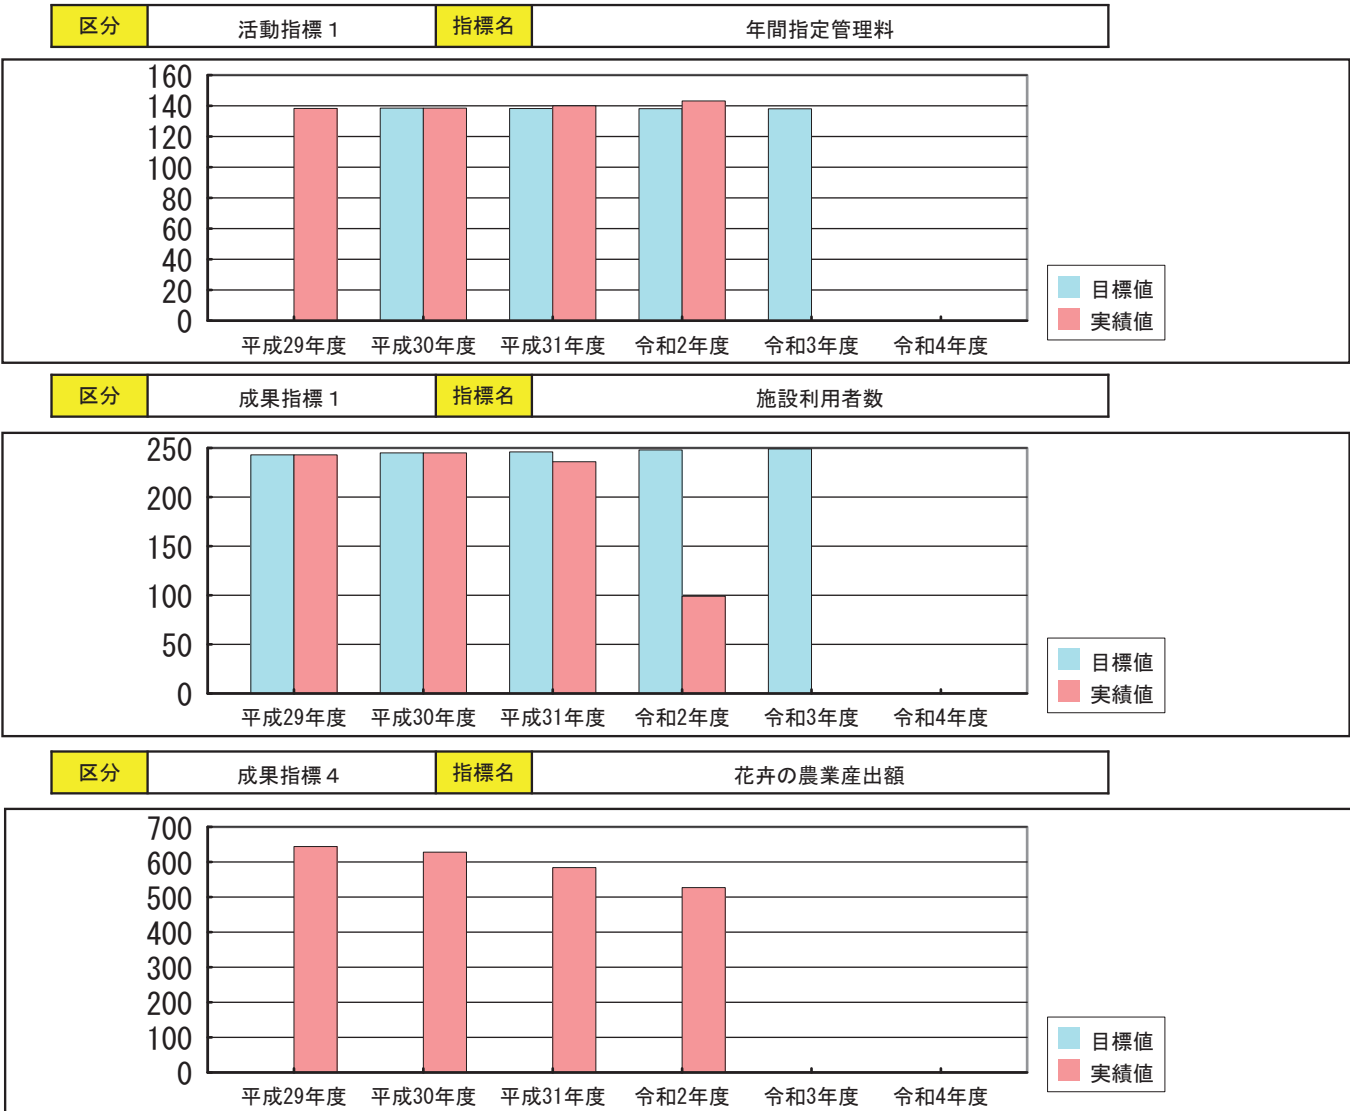 区分 活動指標１ 指標名 年間指定管理料
160
140
120
100
80
60
40
20
0
平成29年度 平成30年度 平成31年度 令和2年度 令和3年度 令和4年度
目標値
実績値
区分 成果指標１ 指標名 施設利用者数
250
200
150
100
50
0
平成29年度 平成30年度 平成31年度 令和2年度 令和3年度 令和4年度
目標値
実績値
区分 成果指標４ 指標名 花卉の農業産出額
700
600
500
400
300
200
100
0
平成29年度 平成30年度 平成31年度 令和2年度 令和3年度 令和4年度
目標値
実績値